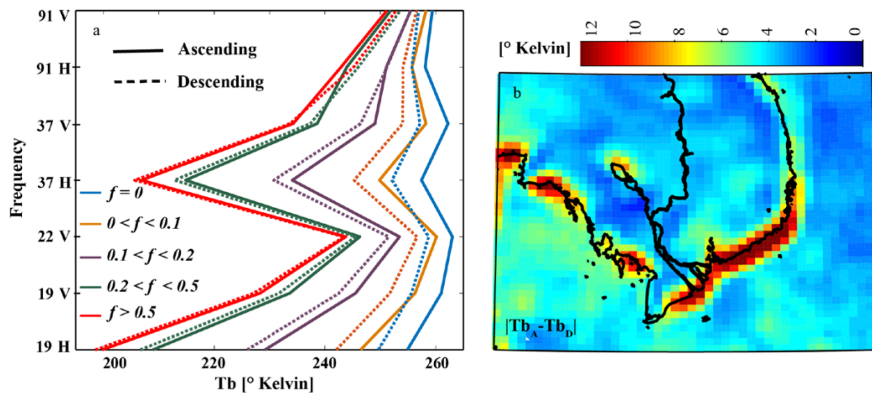 91 V
91 H
37 V
37 H
22 V
19 V
19 H
Frequency
a
Ascending
Descending
f = 0
0 < f < 0.1
0.1 < f < 0.2
0.2 < f < 0.5
f > 0.5
200 220 240 260
Tb [° Kelvin]
[° Kelvin]
12 10 8 6 4 2 0
b
|Tb_A-Tb_D|